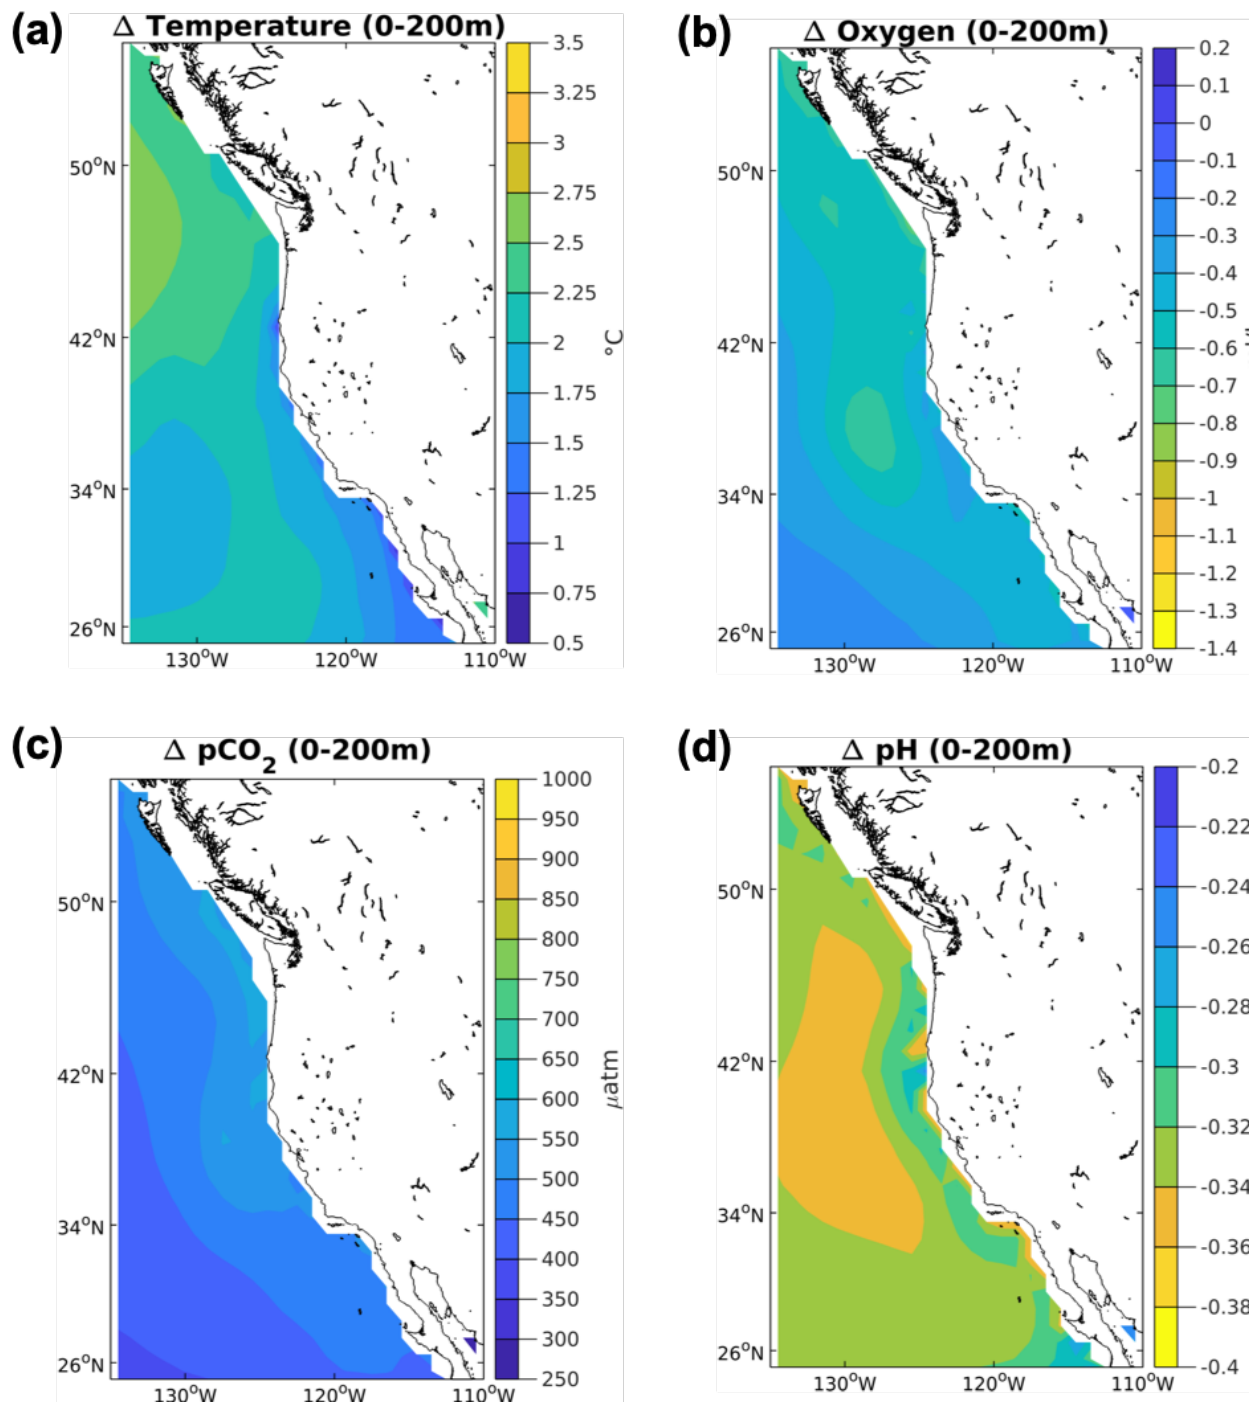 (a)
Δ Temperature (0-200m)
50°N
42°N
34°N
26°N
130°W
120°W
110°W
3.5
3.25
3
2.75
2.5
2.25
2
1.75
1.5
1.25
1
0.75
0.5
°C
(b)
Δ Oxygen (0-200m)
50°N
42°N
34°N
26°N
130°W
120°W
110°W
0.2
0.1
0
-0.1
-0.2
-0.3
-0.4
-0.5
-0.6
-0.7
-0.8
-0.9
-1
-1.1
-1.2
-1.3
-1.4
(c)
Δ pCO₂ (0-200m)
50°N
42°N
34°N
26°N
130°W
120°W
110°W
1000
950
900
850
800
750
700
650
600
550
500
450
400
350
300
250
μatm
(d)
Δ pH (0-200m)
50°N
42°N
34°N
26°N
130°W
120°W
110°W
-0.2
-0.22
-0.24
-0.26
-0.28
-0.3
-0.32
-0.34
-0.36
-0.38
-0.4